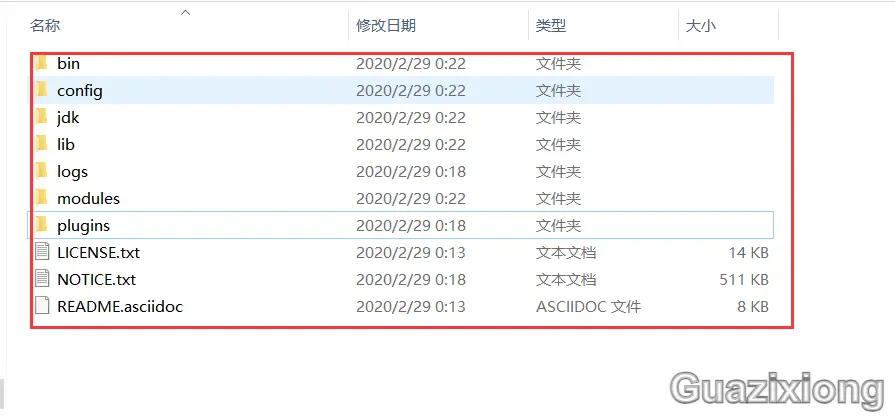 名称 修改日期 类型 大小
bin 2020/2/29 0:22 文件夹
config 2020/2/29 0:22 文件夹
jdk 2020/2/29 0:22 文件夹
lib 2020/2/29 0:22 文件夹
logs 2020/2/29 0:18 文件夹
modules 2020/2/29 0:22 文件夹
plugins 2020/2/29 0:18 文件夹
LICENSE.txt 2020/2/29 0:13 文本文档 14 KB
NOTICE.txt 2020/2/29 0:18 文本文档 511 KB
README.asciidoc 2020/2/29 0:13 ASCIIDOC 文件 8 KB
Guazixiong